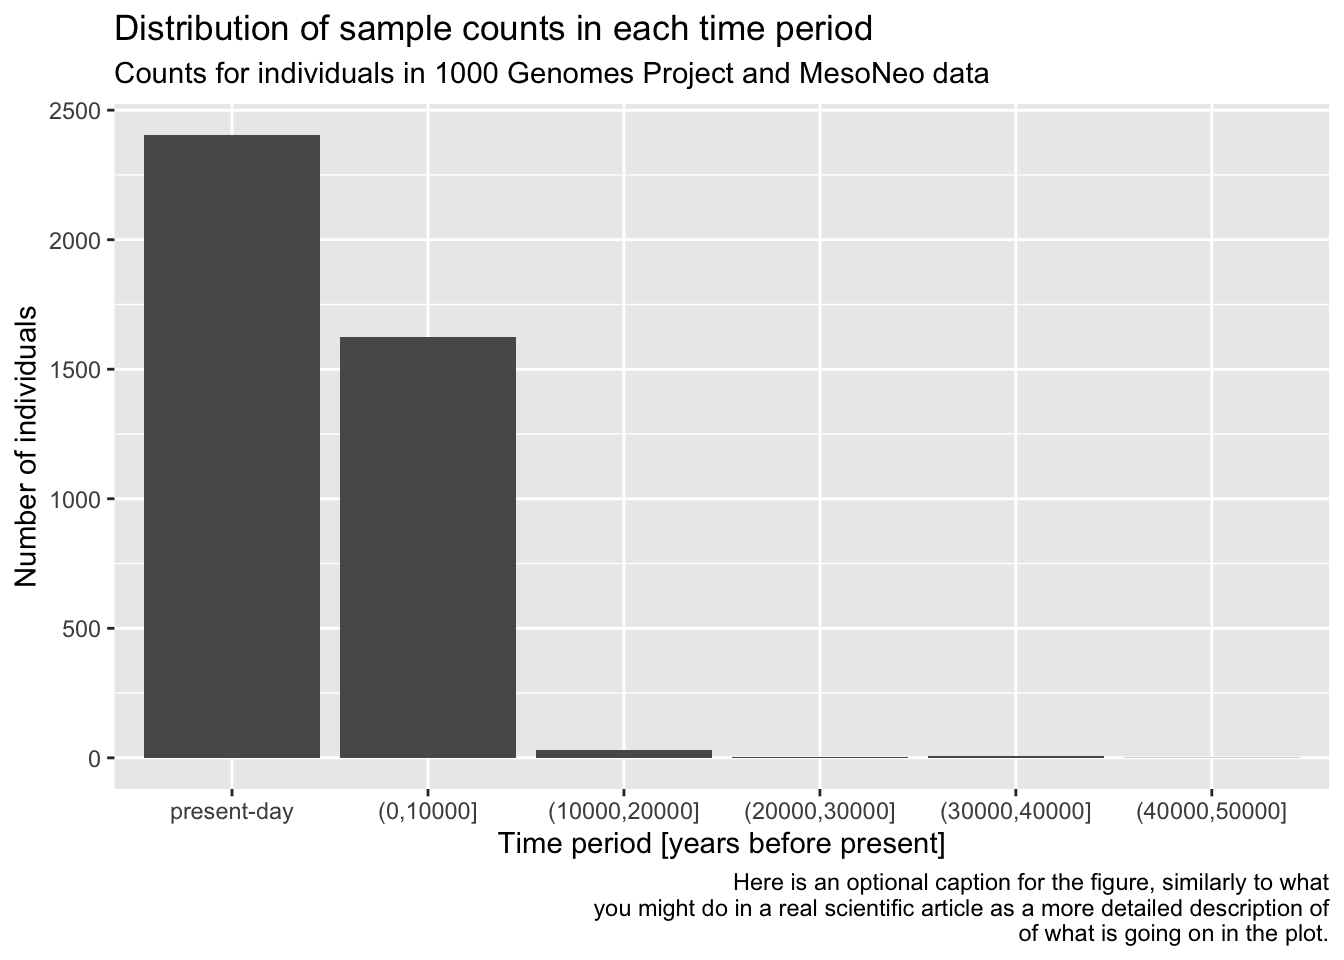 Distribution of sample counts in each time period
Counts for individuals in 1000 Genomes Project and MesoNeo data
Number of individuals
2500
2000
1500
1000
500
0
present-day (0,10000] (10000,20000] (20000,30000] (30000,40000] (40000,50000]
Time period [years before present]
Here is an optional caption for the figure, similarly to what
you might do in a real scientific article as a more detailed description of
of what is going on in the plot.